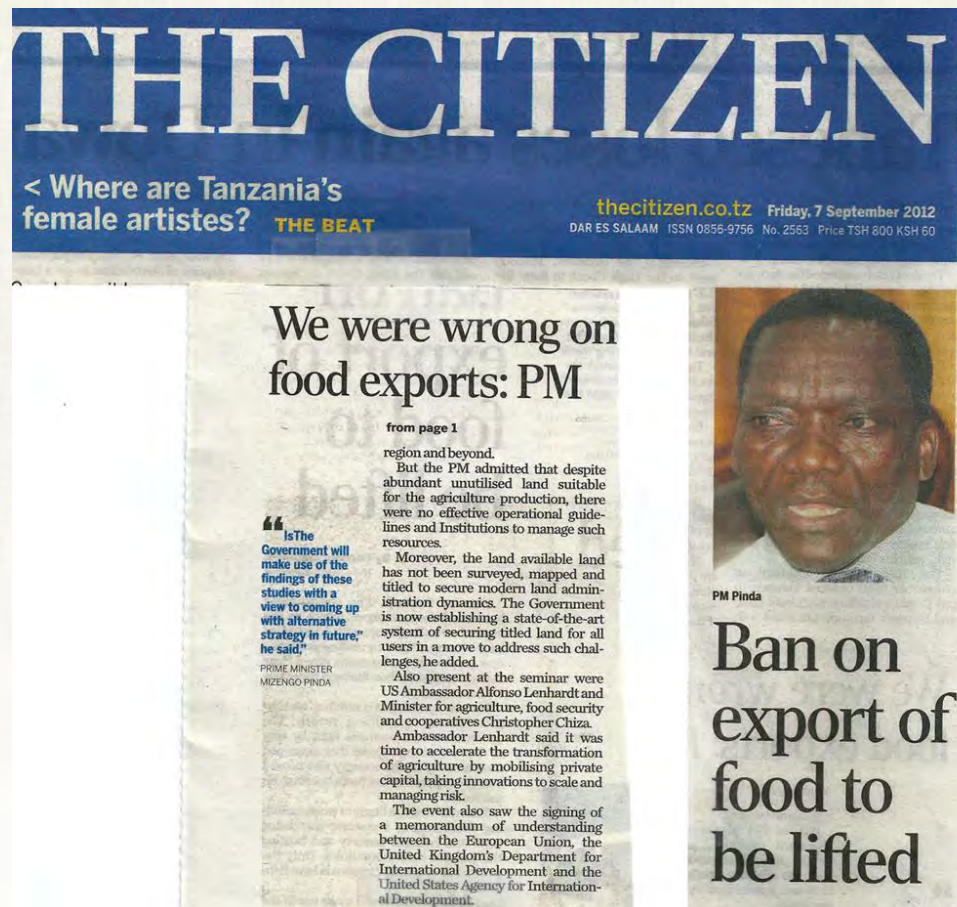 THE CITIZEN
< Where are Tanzania's
female artistes? THE BEAT
thecitizen.co.tz Friday, 7 September 2012
DAR ES SALAAM ISSN 0856-9756 No. 2563 Price TSH 800 KSH 60
We were wrong on
food exports: PM
from page 1
region and beyond.
But the PM admitted that despite
abundant unutilised land suitable
for the agriculture production, there
were no effective operational guide-
lines and Institutions to manage such
resources.
Moreover, the land available land
has not been surveyed, mapped and
titled to secure modern land admin-
istration dynamics. The Government
is now establishing a state-of-the-art
system of securing titled land for all
users in a move to address such chal-
lenges, he added.
Also present at the seminar were
US Ambassador Alfonso Lenhardt and
Minister for agriculture, food security
and cooperatives Christopher Chiza.
Ambassador Lenhardt said it was
time to accelerate the transformation
of agriculture by mobilising private
capital, taking innovations to scale and
managing risk.
The event also saw the signing of
a memorandum of understanding
between the European Union, the
United Kingdom's Department for
International Development and the
United States Agency for Internation-
al Development.
“IsThe
Government will
make use of the
findings of these
studies with a
view to coming up
with alternative
strategy in future,"
he said,"
PRIME MINISTER
MIZENGO PINDA
PM Pinda
Ban on
export of
food to
be lifted